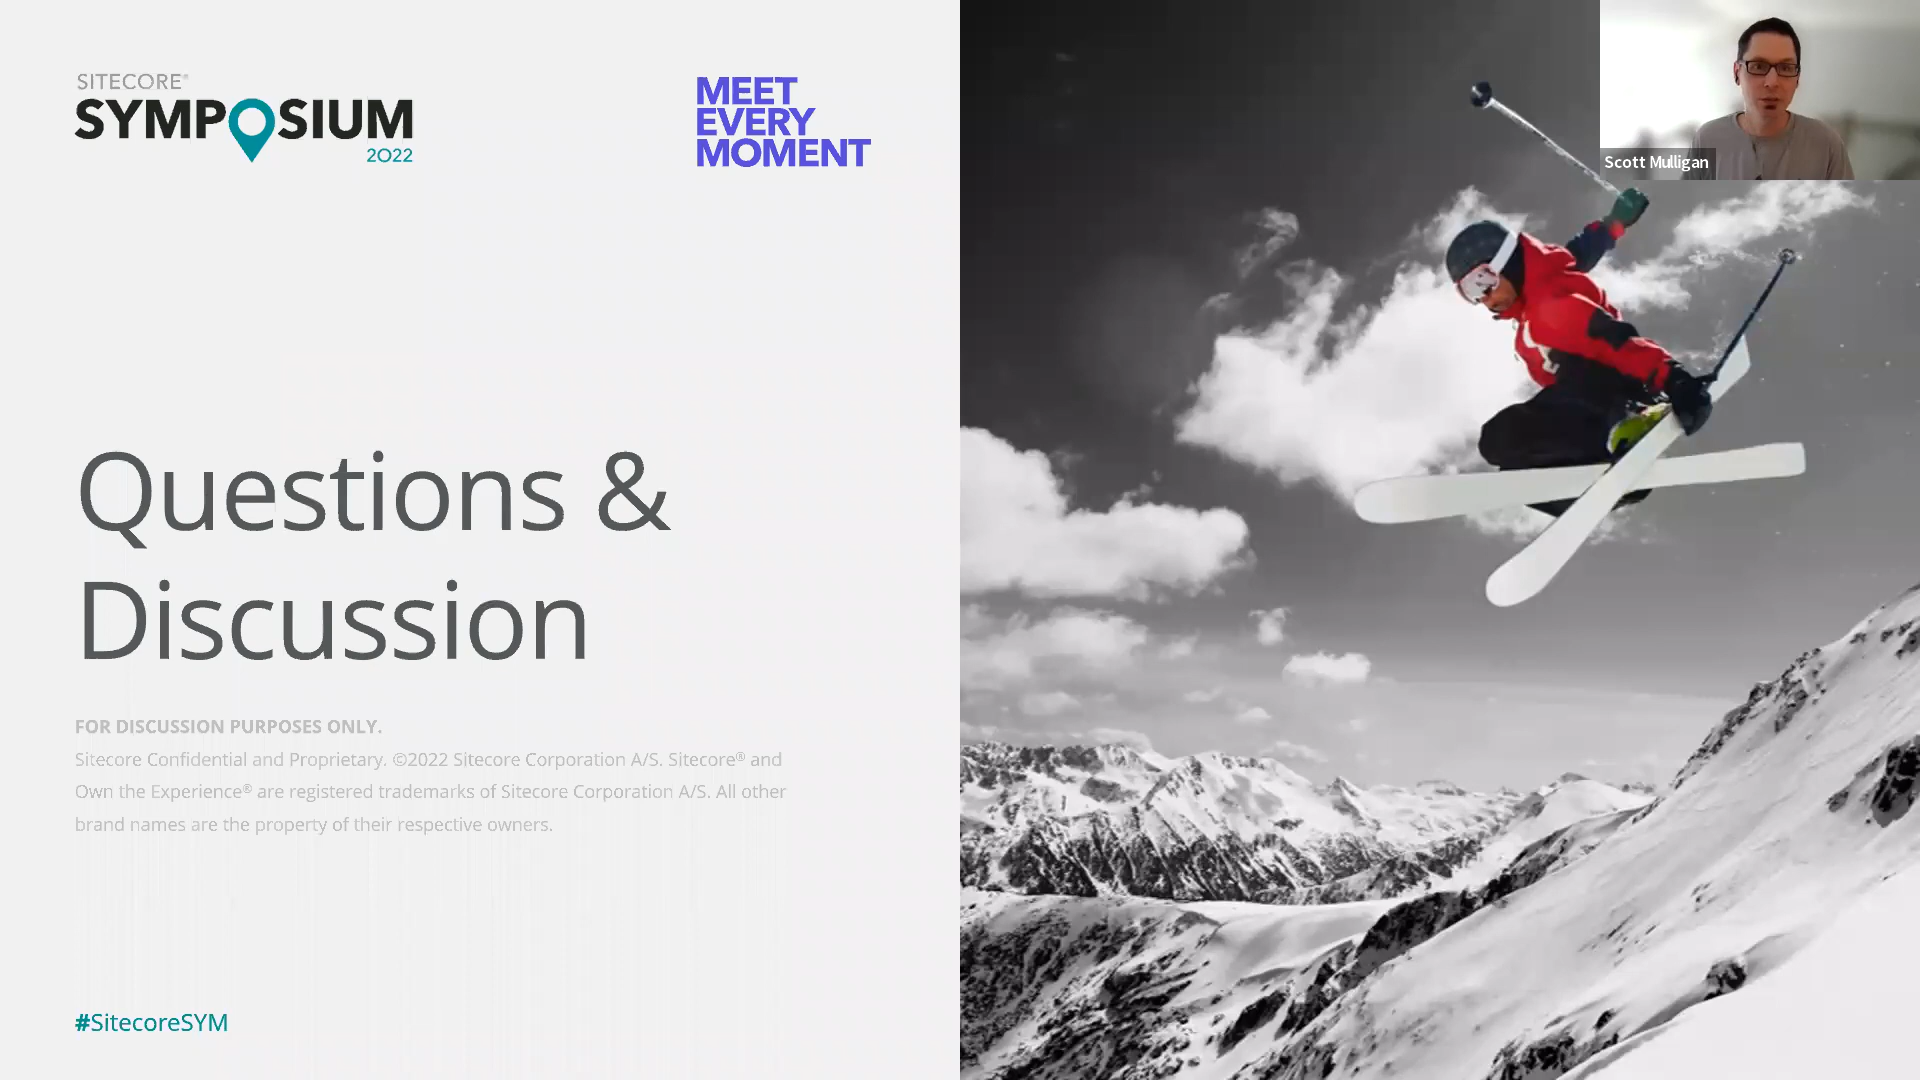 SITECORE®
SYMPOSIUM
2022
MEET
EVERY
MOMENT
Scott Mulligan
Questions &
Discussion
FOR DISCUSSION PURPOSES ONLY.
Sitecore Confidential and Proprietary. ©2022 Sitecore Corporation A/S. Sitecore® and
Own the Experience® are registered trademarks of Sitecore Corporation A/S. All other
brand names are the property of their respective owners.
#SitecoreSYM